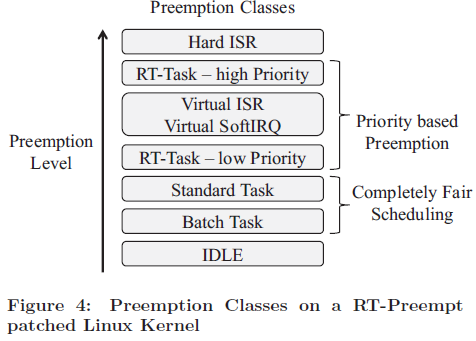 Preemption Classes
Hard ISR
RT-Task – high Priority
Virtual ISR
Virtual SoftIRQ
RT-Task – low Priority
Standard Task
Batch Task
IDLE
Preemption
Level
Priority based
Preemption
Completely Fair
Scheduling
Figure 4: Preemption Classes on a RT-Preempt
patched Linux Kernel